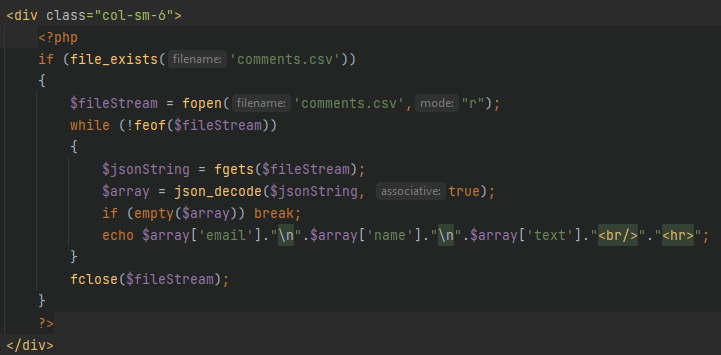 <div class="col-sm-6">
<?php
if (file_exists( filename: 'comments.csv'))
{
$fileStream = fopen( filename: 'comments.csv', mode: "r");
while (!feof($fileStream))
{
$jsonString = fgets($fileStream);
$array = json_decode($jsonString, associative: true);
if (empty($array)) break;
echo $array['email']."\n".$array['name']."\n".$array['text']."<br/>"."<hr>";
}
fclose($fileStream);
}
?>
</div>